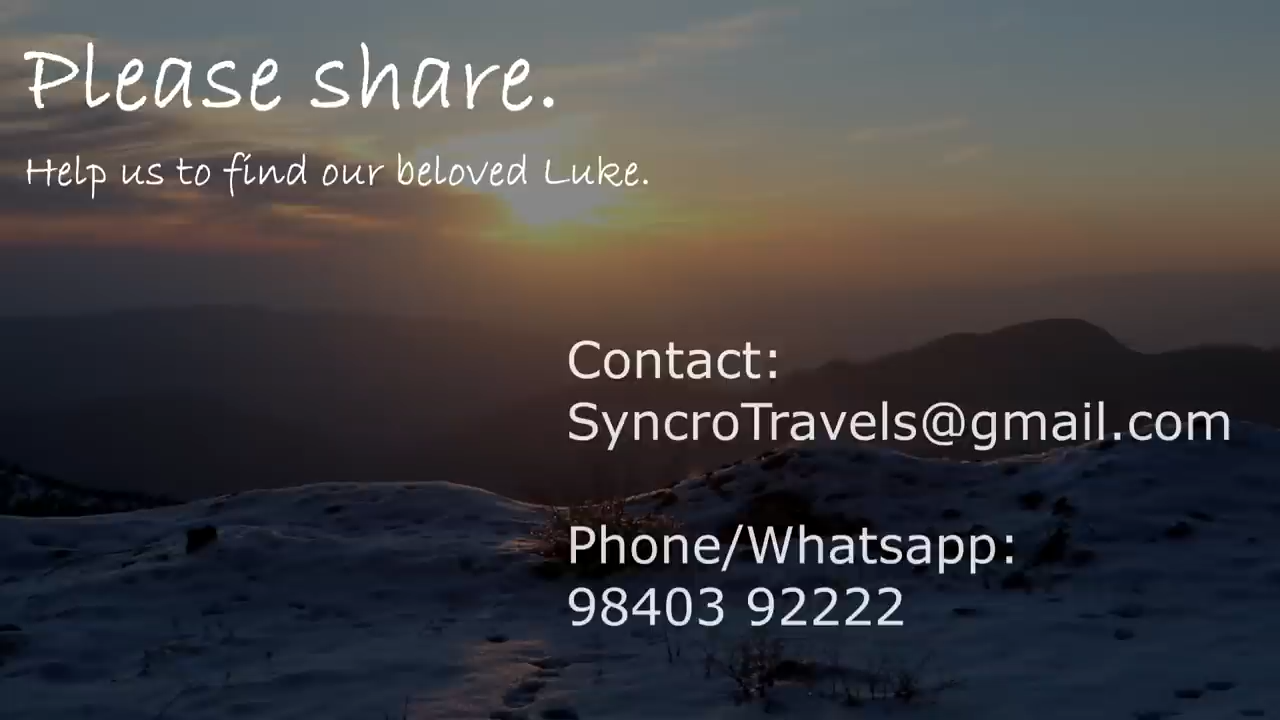 Please share.
Help us to find our beloved Luke.
Contact:
SyncroTravels@gmail.com
Phone/Whatsapp:
98403 92222